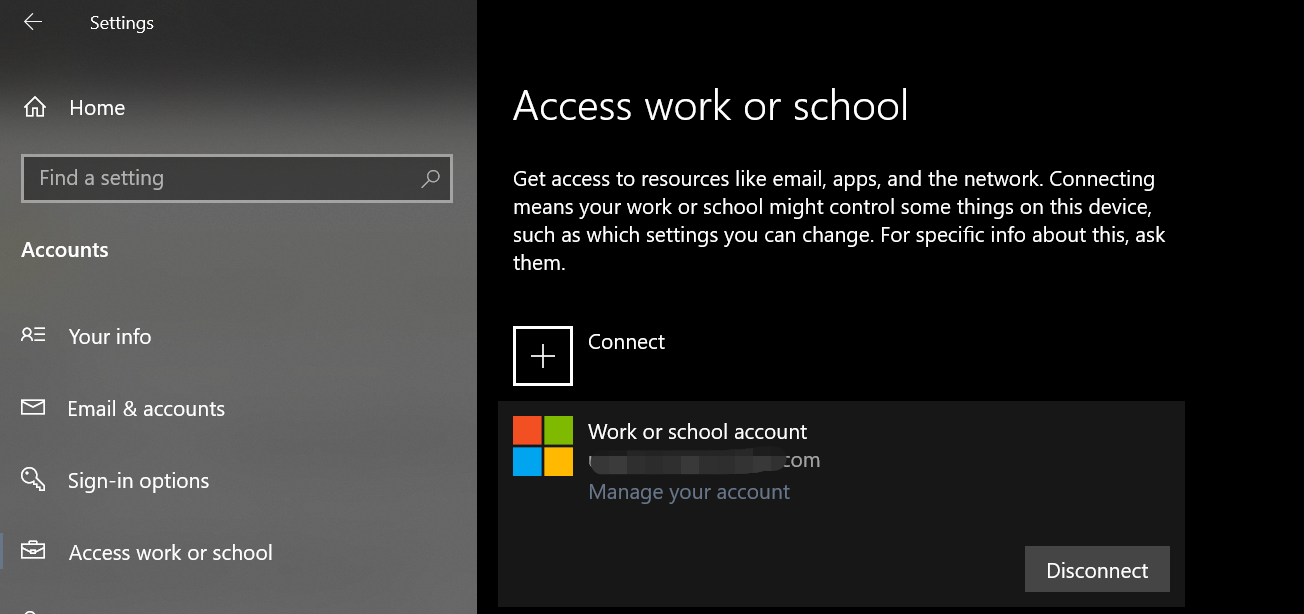 Settings
Home
Find a setting
Accounts
Your info
Email & accounts
Sign-in options
Access work or school
Access work or school
Get access to resources like email, apps, and the network. Connecting
means your work or school might control some things on this device,
such as which settings you can change. For specific info about this, ask
them.
Connect
Work or school account
.com
Manage your account
Disconnect